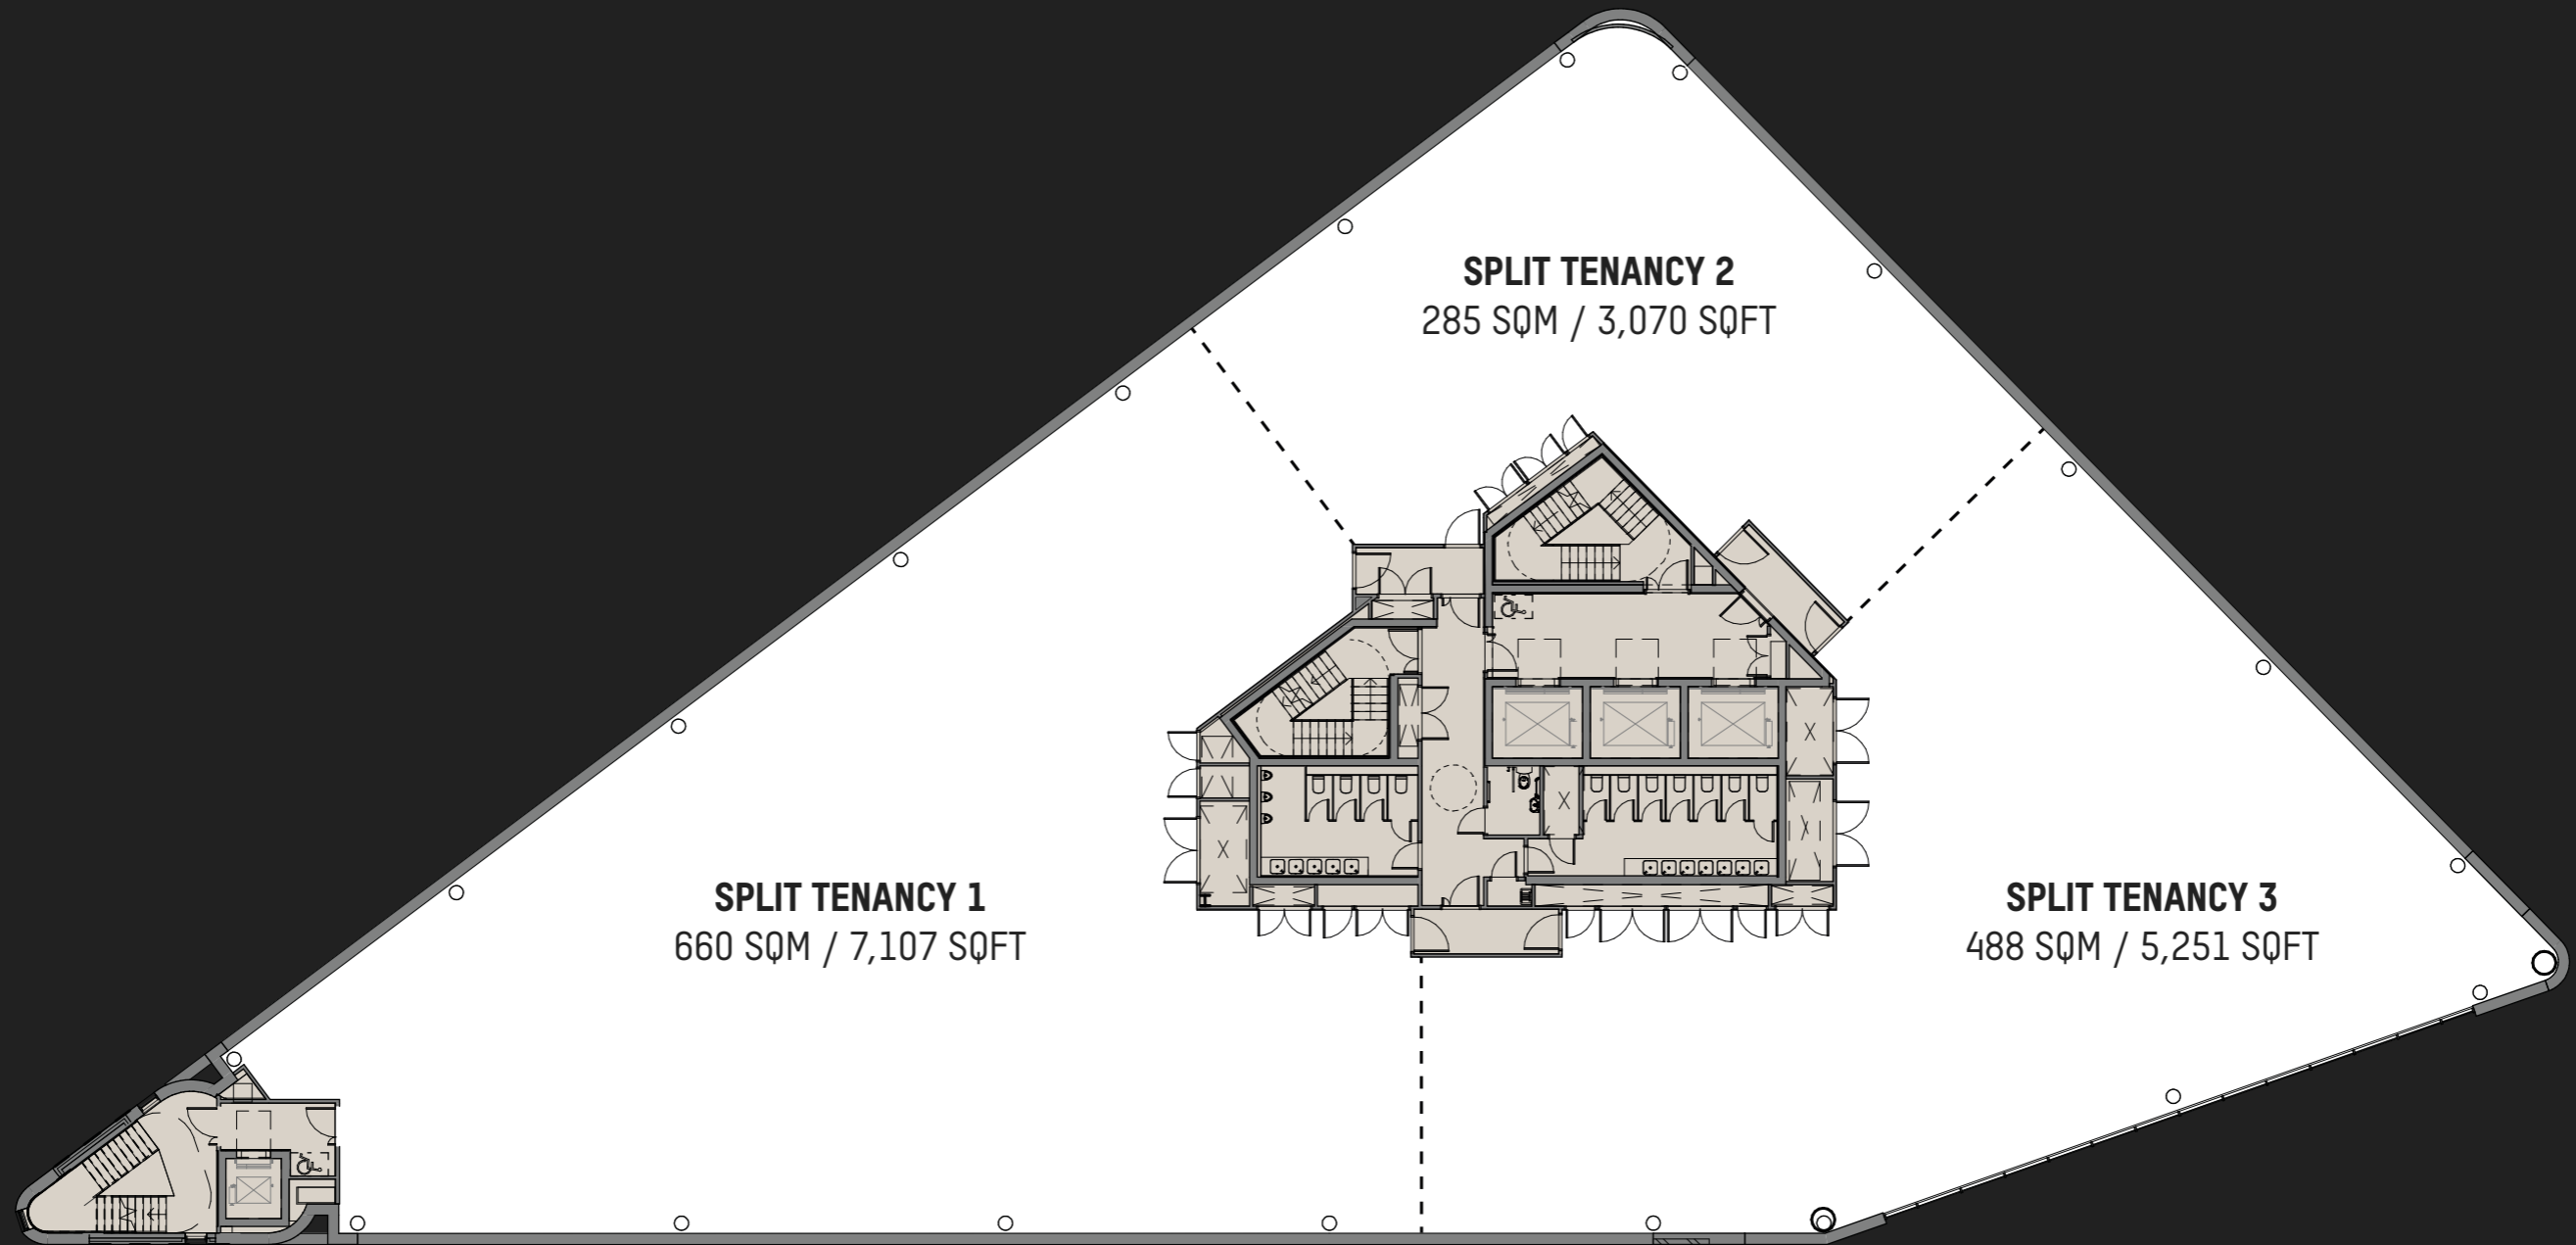 SPLIT TENANCY 2
285 SQM / 3,070 SQFT
SPLIT TENANCY 1
660 SQM / 7,107 SQFT
SPLIT TENANCY 3
488 SQM / 5,251 SQFT